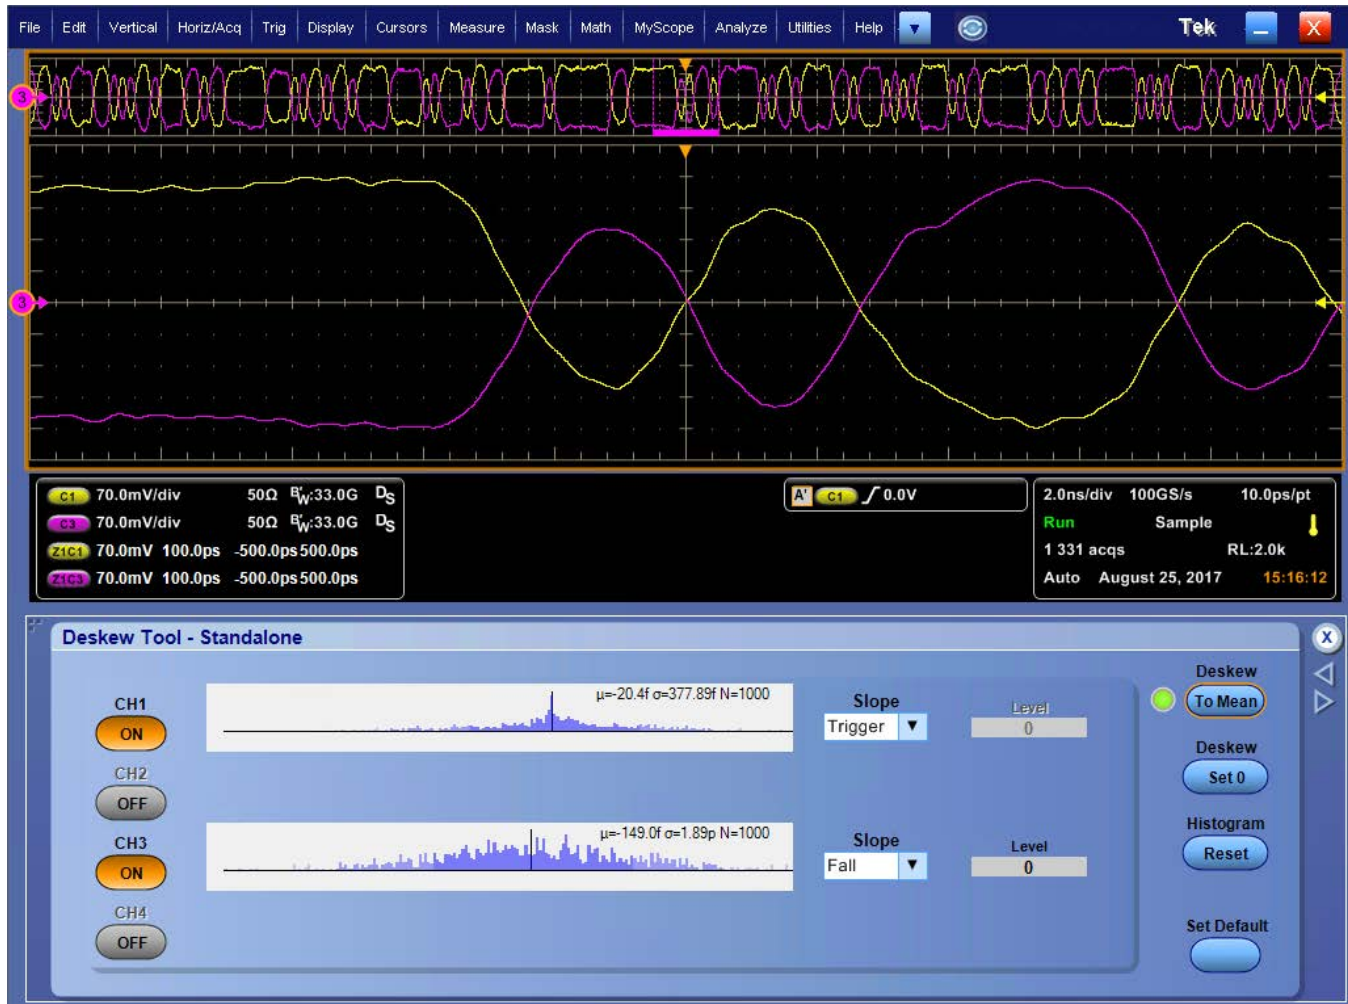 File Edit Vertical Horiz/Acq Trig Display Cursors Measure Mask Math MyScope Analyze Utilities Help Tek X
3
3
C1 70.0mV/div 50Ω B'W:33.0G DS
C3 70.0mV/div 50Ω B'W:33.0G DS
Z1C1 70.0mV 100.0ps -500.0ps 500.0ps
Z1C3 70.0mV 100.0ps -500.0ps 500.0ps
A' C1 0.0V
2.0ns/div 100GS/s 10.0ps/pt
Run Sample
1 331 acqs RL:2.0k
Auto August 25, 2017 15:16:12
Deskew Tool - Standalone
X
CH1
ON
μ=-20.4f σ=377.89f N=1000
Slope
Trigger
Level
0
CH2
OFF
CH3
ON
μ=-149.0f σ=1.89p N=1000
Slope
Fall
Level
0
CH4
OFF
Deskew
To Mean
Deskew
Set 0
Histogram
Reset
Set Default